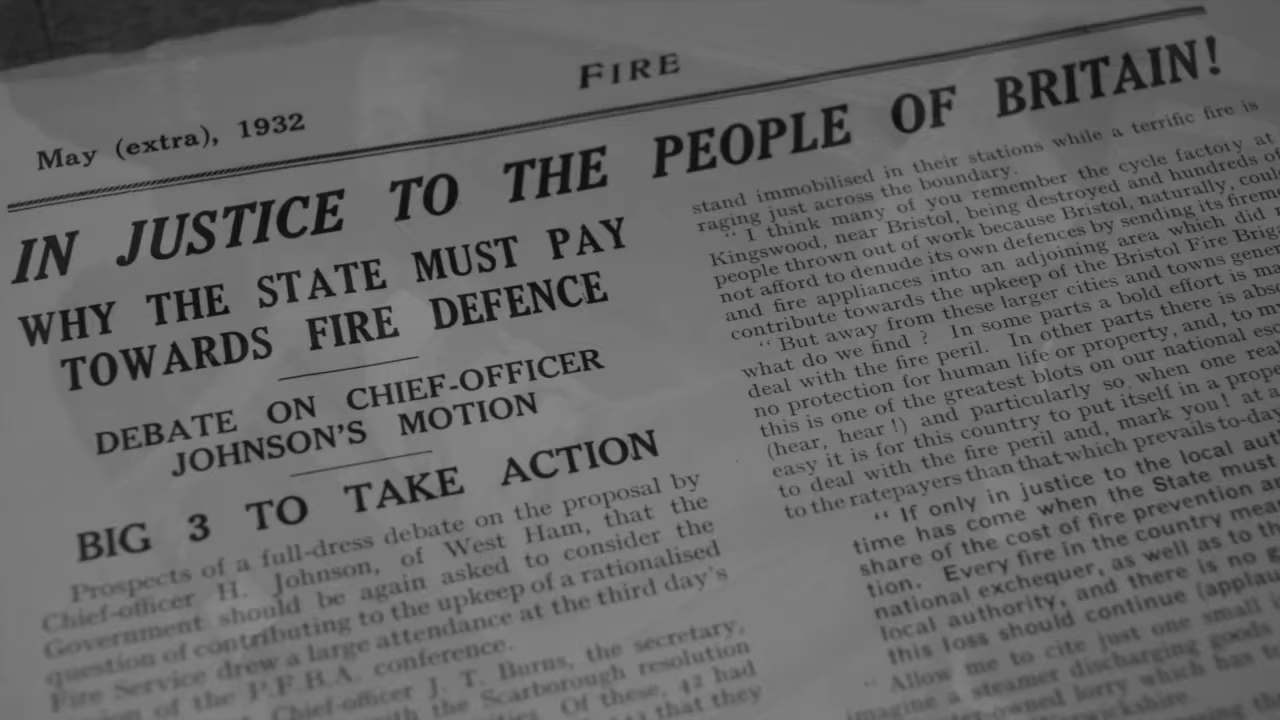 May (extra), 1932
FIRE
IN JUSTICE TO THE PEOPLE OF BRITAIN!
WHY THE STATE MUST PAY
TOWARDS FIRE DEFENCE
DEBATE ON CHIEF-OFFICER
JOHNSON'S MOTION
BIG 3 TO TAKE ACTION
Prospects of a full-dress debate on the proposal by
Chief-officer H. Johnson, of West Ham, that the
Government should be again asked to consider the
question of contributing to the upkeep of a rationalised
Fire Service drew a large attendance at the third day's
of the P.F.B.A. conference.
Chief-officer J. T. Burns, the secretary,
with the Scarborough resolution
Of these, 42 had
that they
stand immobilised in their stations while a terrific fire is
raging just across the boundary.
" I think many of you remember the cycle factory at
Kingswood, near Bristol, being destroyed and hundreds of
people thrown out of work because Bristol, naturally, could
not afford to denude its own defences by sending its firem
and fire appliances into an adjoining area which did
contribute towards the upkeep of the Bristol Fire Brig
" But away from these larger cities and towns gene
what do we find ? In some parts a bold effort is ma
deal with the fire peril. In other parts there is abs
no protection for human life or property, and, to m
this is one of the greatest blots on our national es
(hear, hear !) and particularly so when one real
easy it is for this country to put itself in a prope
to deal with the fire peril and, mark you! at a
to the ratepayers than that which prevails to-day
" If only in justice to the local aut
time has come when the State must
share of the cost of fire prevention an
tion. Every fire in the country mea
national exchequer, as well as to th
local authority, and there is no g
this loss should continue (applau
" Allow me to cite just one small i
imagine a steamer discharging goods
-owned lorry which has t